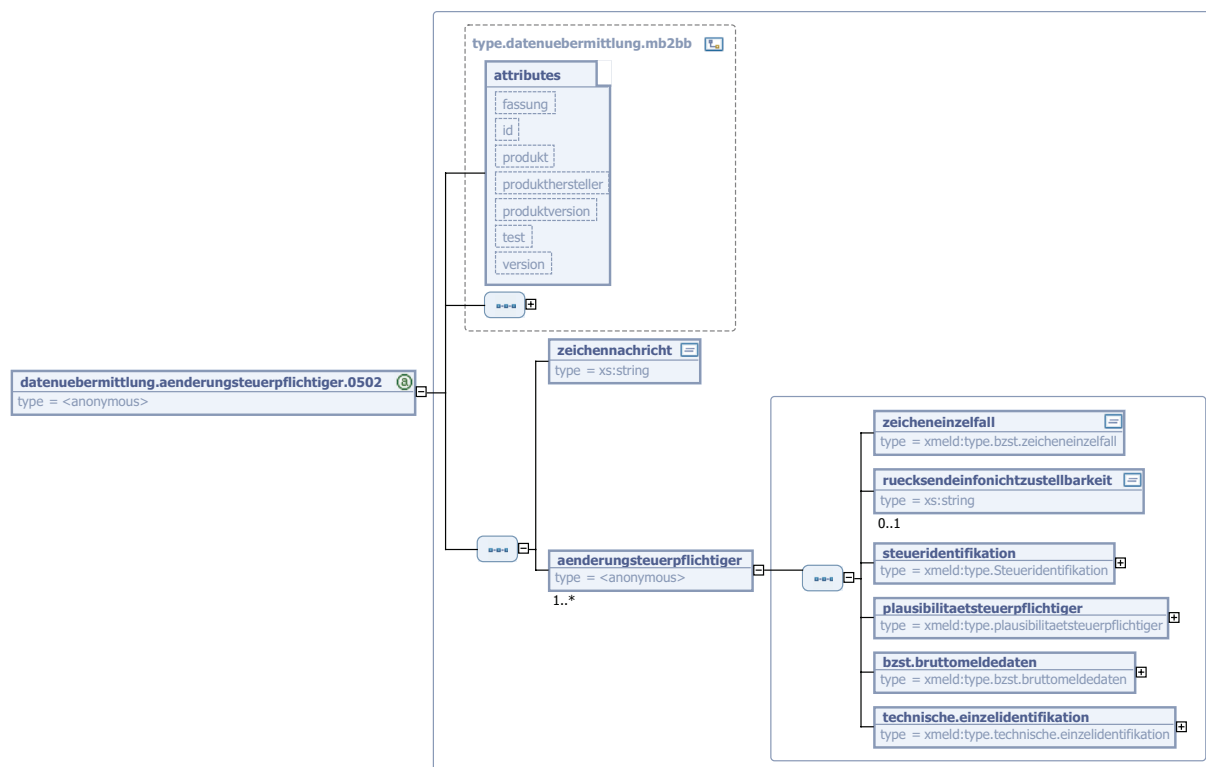 type.datenuebermittlung.mb2bb
attributes
fassung
id
produkt
produkthersteller
produktversion
test
version
zeichennachricht
type = xs:string
datenuebermittlung.aenderungsteuerpflichtiger.0502
a
type = <anonymous>
aenderungsteuerpflichtiger
type = <anonymous>
1..*
zeicheneinzelfall
type = xmeld:type.bzst.zeicheneinzelfall
ruecksendeinfonichtzustellbarkeit
type = xs:string
0..1
steueridentifikation
type = xmeld:type.Steueridentifikation
plausibilitaetsteuerpflichtiger
type = xmeld:type.plausibilitaetsteuerpflichtiger
bzst.bruttomeldedaten
type = xmeld:type.bzst.bruttomeldedaten
technische.einzelidentifikation
type = xmeld:type.technische.einzelidentifikation